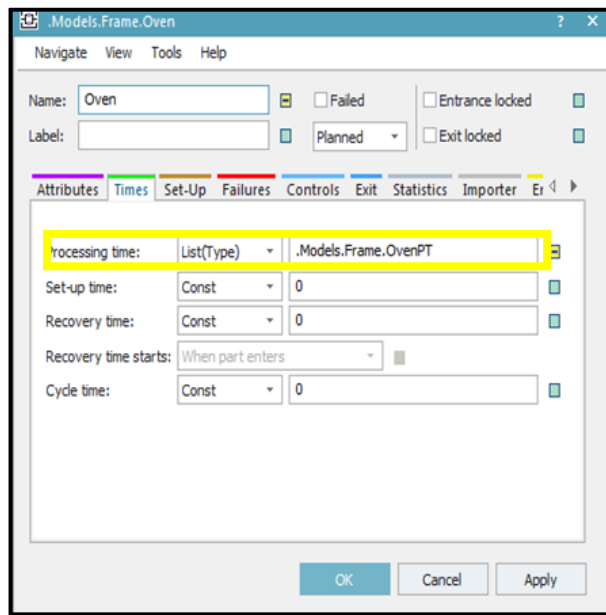 .Models.Frame.Oven ? X
Navigate View Tools Help
Name: Oven Failed Entrance locked
Label: Planned Exit locked
Attributes Times Set-Up Failures Controls Exit Statistics Importer Er
Processing time: List(Type) .Models.Frame.OvenPT
Set-up time: Const 0
Recovery time: Const 0
Recovery time starts: When part enters
Cycle time: Const 0
OK Cancel Apply